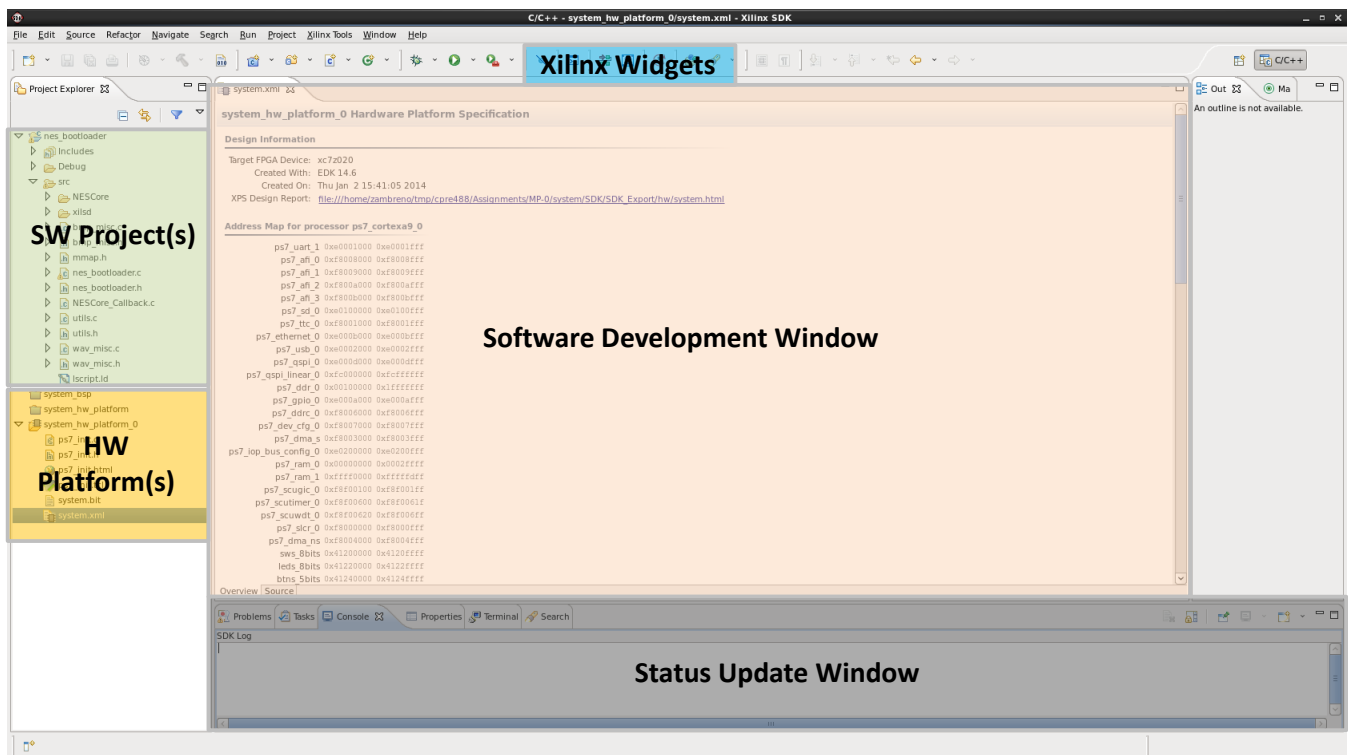 C/C++ - system_hw_platform_0/system.xml - Xilinx SDK
File Edit Source Refactor Navigate Search Run Project Xilinx Tools Window Help
Xilinx Widgets
C/C++
Project Explorer
system.xml
Out Ma
An outline is not available.
nes_bootloader
Includes
Debug
src
NESCore
xilsd
SW Project(s)
mmap.h
nes_bootloader.c
nes_bootloader.h
NESCore_Callback.c
utils.c
utils.h
wav_misc.c
wav_misc.h
lscript.ld
system_bsp
system_hw_platform
system_hw_platform_0
HW
Platform(s)
system.bit
system.xml
system_hw_platform_0 Hardware Platform Specification
Design Information
Target FPGA Device: xc7z020
Created With: EDK 14.6
Created On: Thu Jan 2 15:41:05 2014
XPS Design Report: file:///home/zambreno/tmp/cpre488/Assignments/MP-0/system/SDK/SDK_Export/hw/system.html
Address Map for processor ps7_cortexa9_0
ps7_uart_1 0xe0001000 0xe0001fff
ps7_afi_0 0xf8008000 0xf8008fff
ps7_afi_1 0xf8009000 0xf8009fff
ps7_afi_2 0xf800a000 0xf800afff
ps7_afi_3 0xf800b000 0xf800bfff
ps7_sd_0 0xe0100000 0xe0100fff
ps7_ttc_0 0xf8001000 0xf8001fff
ps7_ethernet_0 0xe000b000 0xe000bfff
ps7_usb_0 0xe0002000 0xe0002fff
ps7_qspi_0 0xe000d000 0xe000dfff
ps7_qspi_linear_0 0xfc000000 0xfcffffff
ps7_ddr_0 0x00100000 0x1fffffff
ps7_gpio_0 0xe000a000 0xe000afff
ps7_ddrc_0 0xf8006000 0xf8006fff
ps7_dev_cfg_0 0xf8007000 0xf80070ff
ps7_dma_s 0xf8003000 0xf8003fff
ps7_iop_bus_config_0 0xe0200000 0xe0200fff
ps7_ram_0 0x00000000 0x0002ffff
ps7_ram_1 0xffff0000 0xfffffdff
ps7_scugic_0 0xf8f00100 0xf8f001ff
ps7_scutimer_0 0xf8f00600 0xf8f0061f
ps7_scuwdt_0 0xf8f00620 0xf8f006ff
ps7_slcr_0 0xf8000000 0xf8000fff
ps7_dma_ns 0xf8004000 0xf8004fff
sws_8bits 0x41200000 0x4120ffff
leds_8bits 0x41220000 0x4122ffff
btns_5bits 0x41240000 0x4124ffff
Software Development Window
Overview Source
Problems Tasks Console Properties Terminal Search
SDK Log
Status Update Window